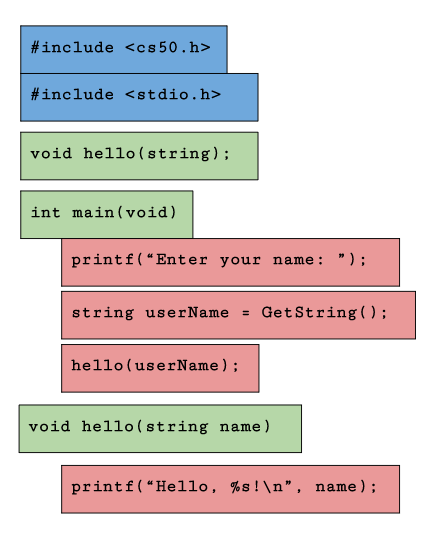 #include <cs50.h>
#include <stdio.h>
void hello(string);
int main(void)
printf(“Enter your name: ”);
string userName = GetString();
hello(userName);
void hello(string name)
printf(“Hello, %s!\n”, name);